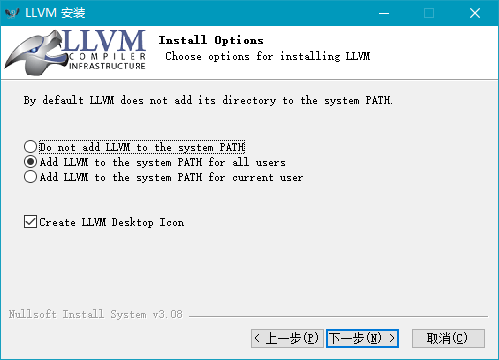 LLVM 安装
LLVM
COMPILER
INFRASTRUCTURE
Install Options
Choose options for installing LLVM
By default LLVM does not add its directory to the system PATH.
Do not add LLVM to the system PATH
Add LLVM to the system PATH for all users
Add LLVM to the system PATH for current user
Create LLVM Desktop Icon
Nullsoft Install System v3.08
< 上一步(P) 下一步(N) > 取消(C)